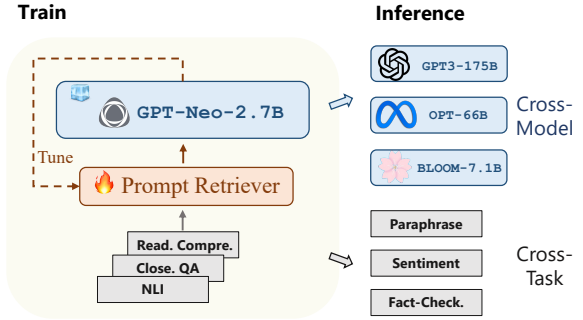 Train
Inference
GPT-Neo-2.7B
Tune
Prompt Retriever
Read. Compre.
Close. QA
NLI
GPT3-175B
OPT-66B
BLOOM-7.1B
Cross-
Model
Paraphrase
Sentiment
Fact-Check.
Cross-
Task